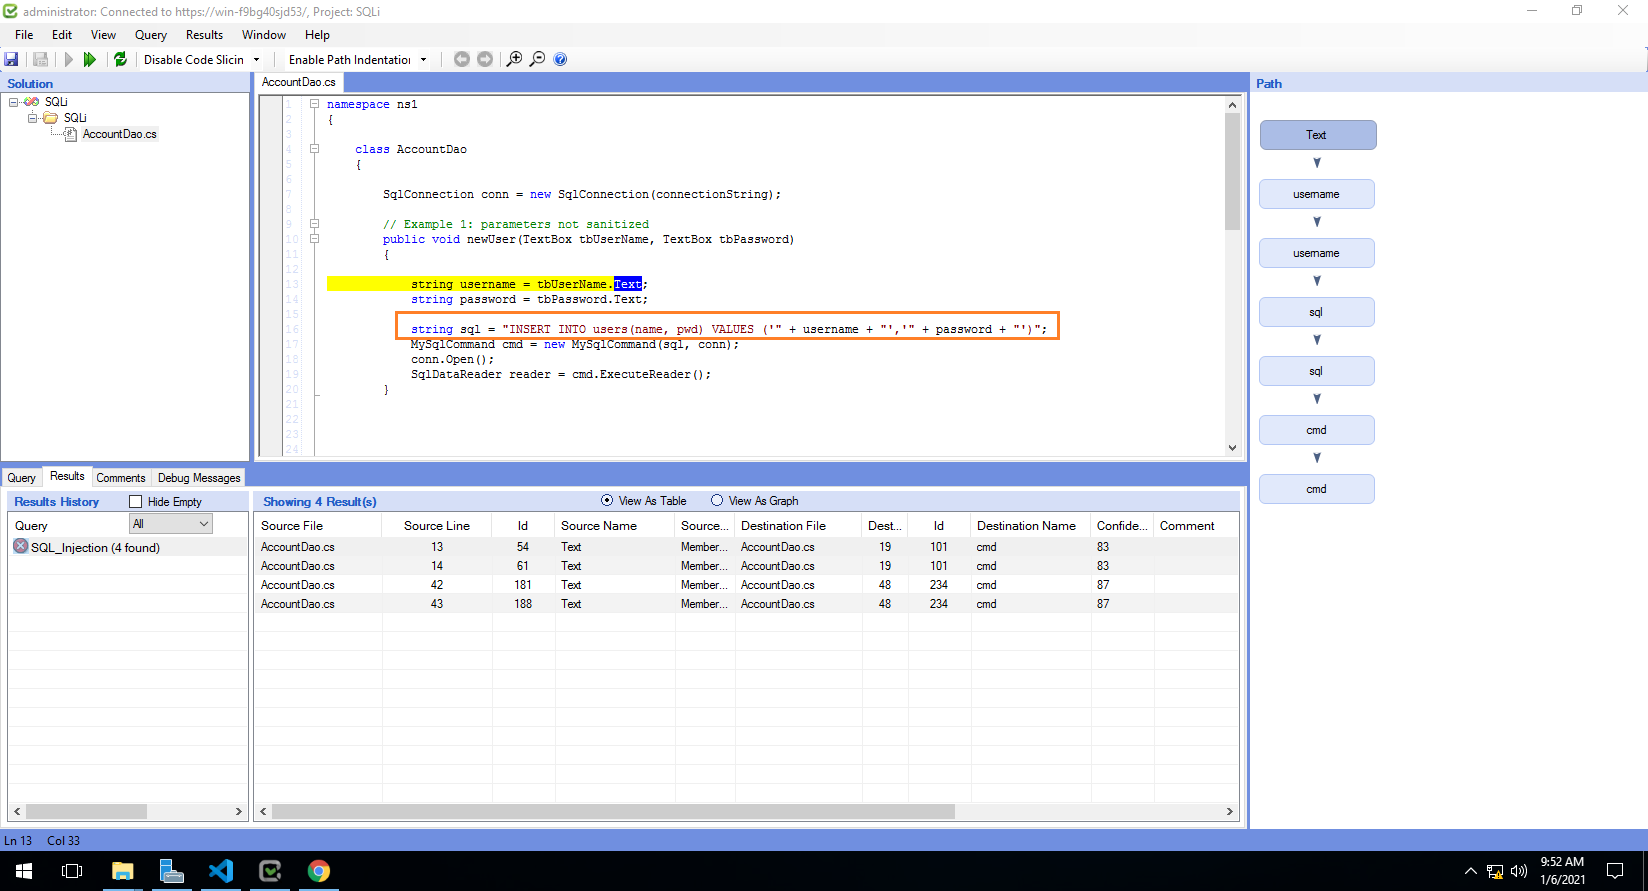 administrator: Connected to https://win-f9bg40sjd53/, Project: SQLi
File Edit View Query Results Window Help
Disable Code Slicin Enable Path Indentation
Solution
SQLi
SQLi
AccountDao.cs
AccountDao.cs
1 namespace ns1
2 {
3
4 class AccountDao
5 {
6
7 SqlConnection conn = new SqlConnection(connectionString);
8
9 // Example 1: parameters not sanitized
10 public void newUser(TextBox tbUserName, TextBox tbPassword)
11 {
12
13 string username = tbUserName.Text;
14 string password = tbPassword.Text;
15
16 string sql = "INSERT INTO users(name, pwd) VALUES ('" + username + "','" + password + "')";
17 MySqlCommand cmd = new MySqlCommand(sql, conn);
18 conn.Open();
19 SqlDataReader reader = cmd.ExecuteReader();
20 }
21
22
23
24
Path
Text
username
username
sql
sql
cmd
cmd
Query Results Comments Debug Messages
Results History Hide Empty
Query All
SQL_Injection (4 found)
Showing 4 Result(s) View As Table View As Graph
Source File Source Line Id Source Name Source... Destination File Dest... Id Destination Name Confide... Comment
AccountDao.cs 13 54 Text Member... AccountDao.cs 19 101 cmd 83
AccountDao.cs 14 61 Text Member... AccountDao.cs 19 101 cmd 83
AccountDao.cs 42 181 Text Member... AccountDao.cs 48 234 cmd 87
AccountDao.cs 43 188 Text Member... AccountDao.cs 48 234 cmd 87
Ln 13 Col 33
9:52 AM
1/6/2021